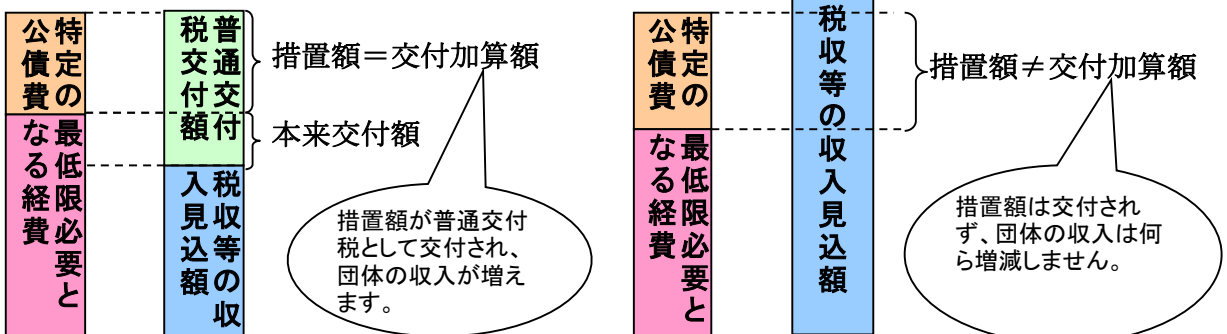 特定の
公債費
最低限必要と
なる経費
普通交付
税交付額
税収等の収
入見込額
措置額＝交付加算額
本来交付額
措置額が普通交付
税として交付され、
団体の収入が増え
ます。
特定の
公債費
最低限必要と
なる経費
税収等の収入見込額
措置額≠交付加算額
措置額は交付され
ず、団体の収入は何
ら増減しません。